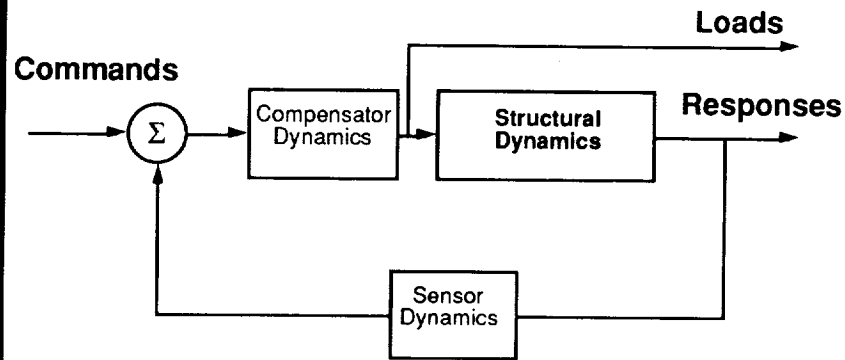 Loads
Commands
Compensator
Dynamics
Structural
Dynamics
Responses
Σ
Sensor
Dynamics